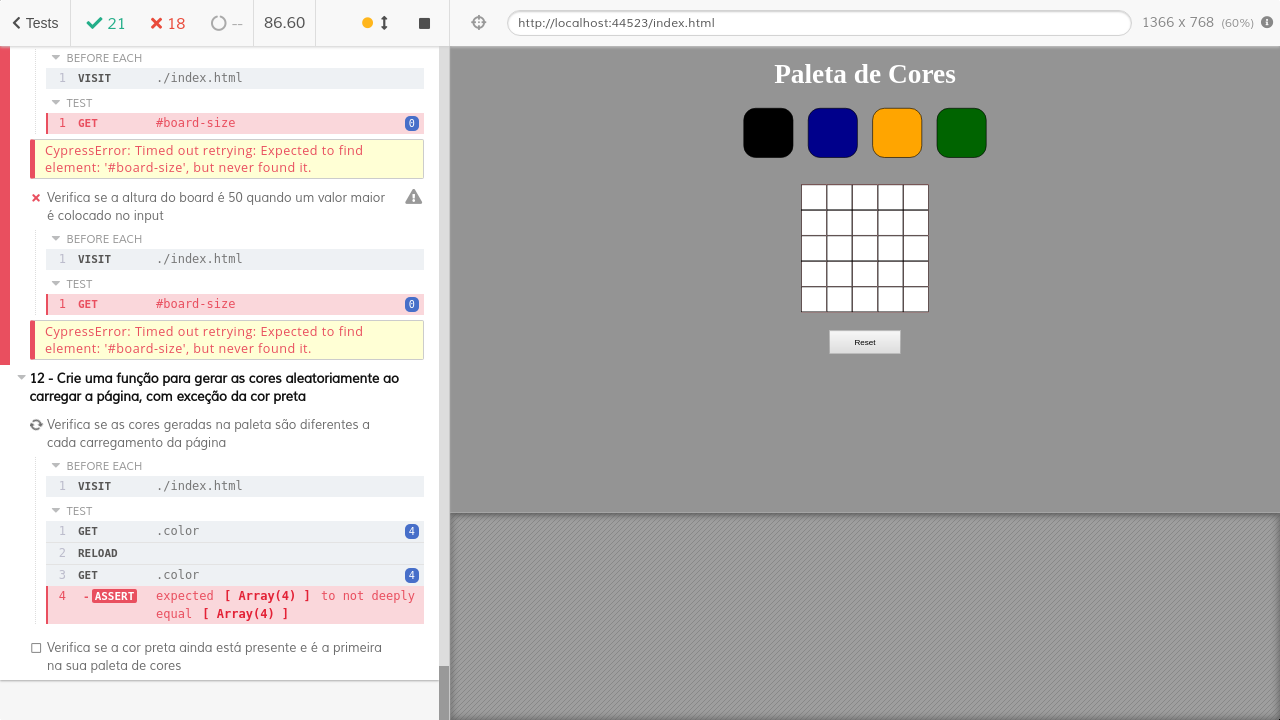 Tests
21
18
--
86.60
http://localhost:44523/index.html
1366 x 768 (60%)
BEFORE EACH
1 VISIT ./index.html
TEST
1 GET #board-size 0
CypressError: Timed out retrying: Expected to find
element: '#board-size', but never found it.
Verifica se a altura do board é 50 quando um valor maior
é colocado no input
BEFORE EACH
1 VISIT ./index.html
TEST
1 GET #board-size 0
CypressError: Timed out retrying: Expected to find
element: '#board-size', but never found it.
12 - Crie uma função para gerar as cores aleatoriamente ao
carregar a página, com exceção da cor preta
Verifica se as cores geradas na paleta são diferentes a
cada carregamento da página
BEFORE EACH
1 VISIT ./index.html
TEST
1 GET .color 4
2 RELOAD
3 GET .color 4
4 -ASSERT expected [ Array(4) ] to not deeply
equal [ Array(4) ]
Verifica se a cor preta ainda está presente e é a primeira
na sua paleta de cores
Paleta de Cores
Reset